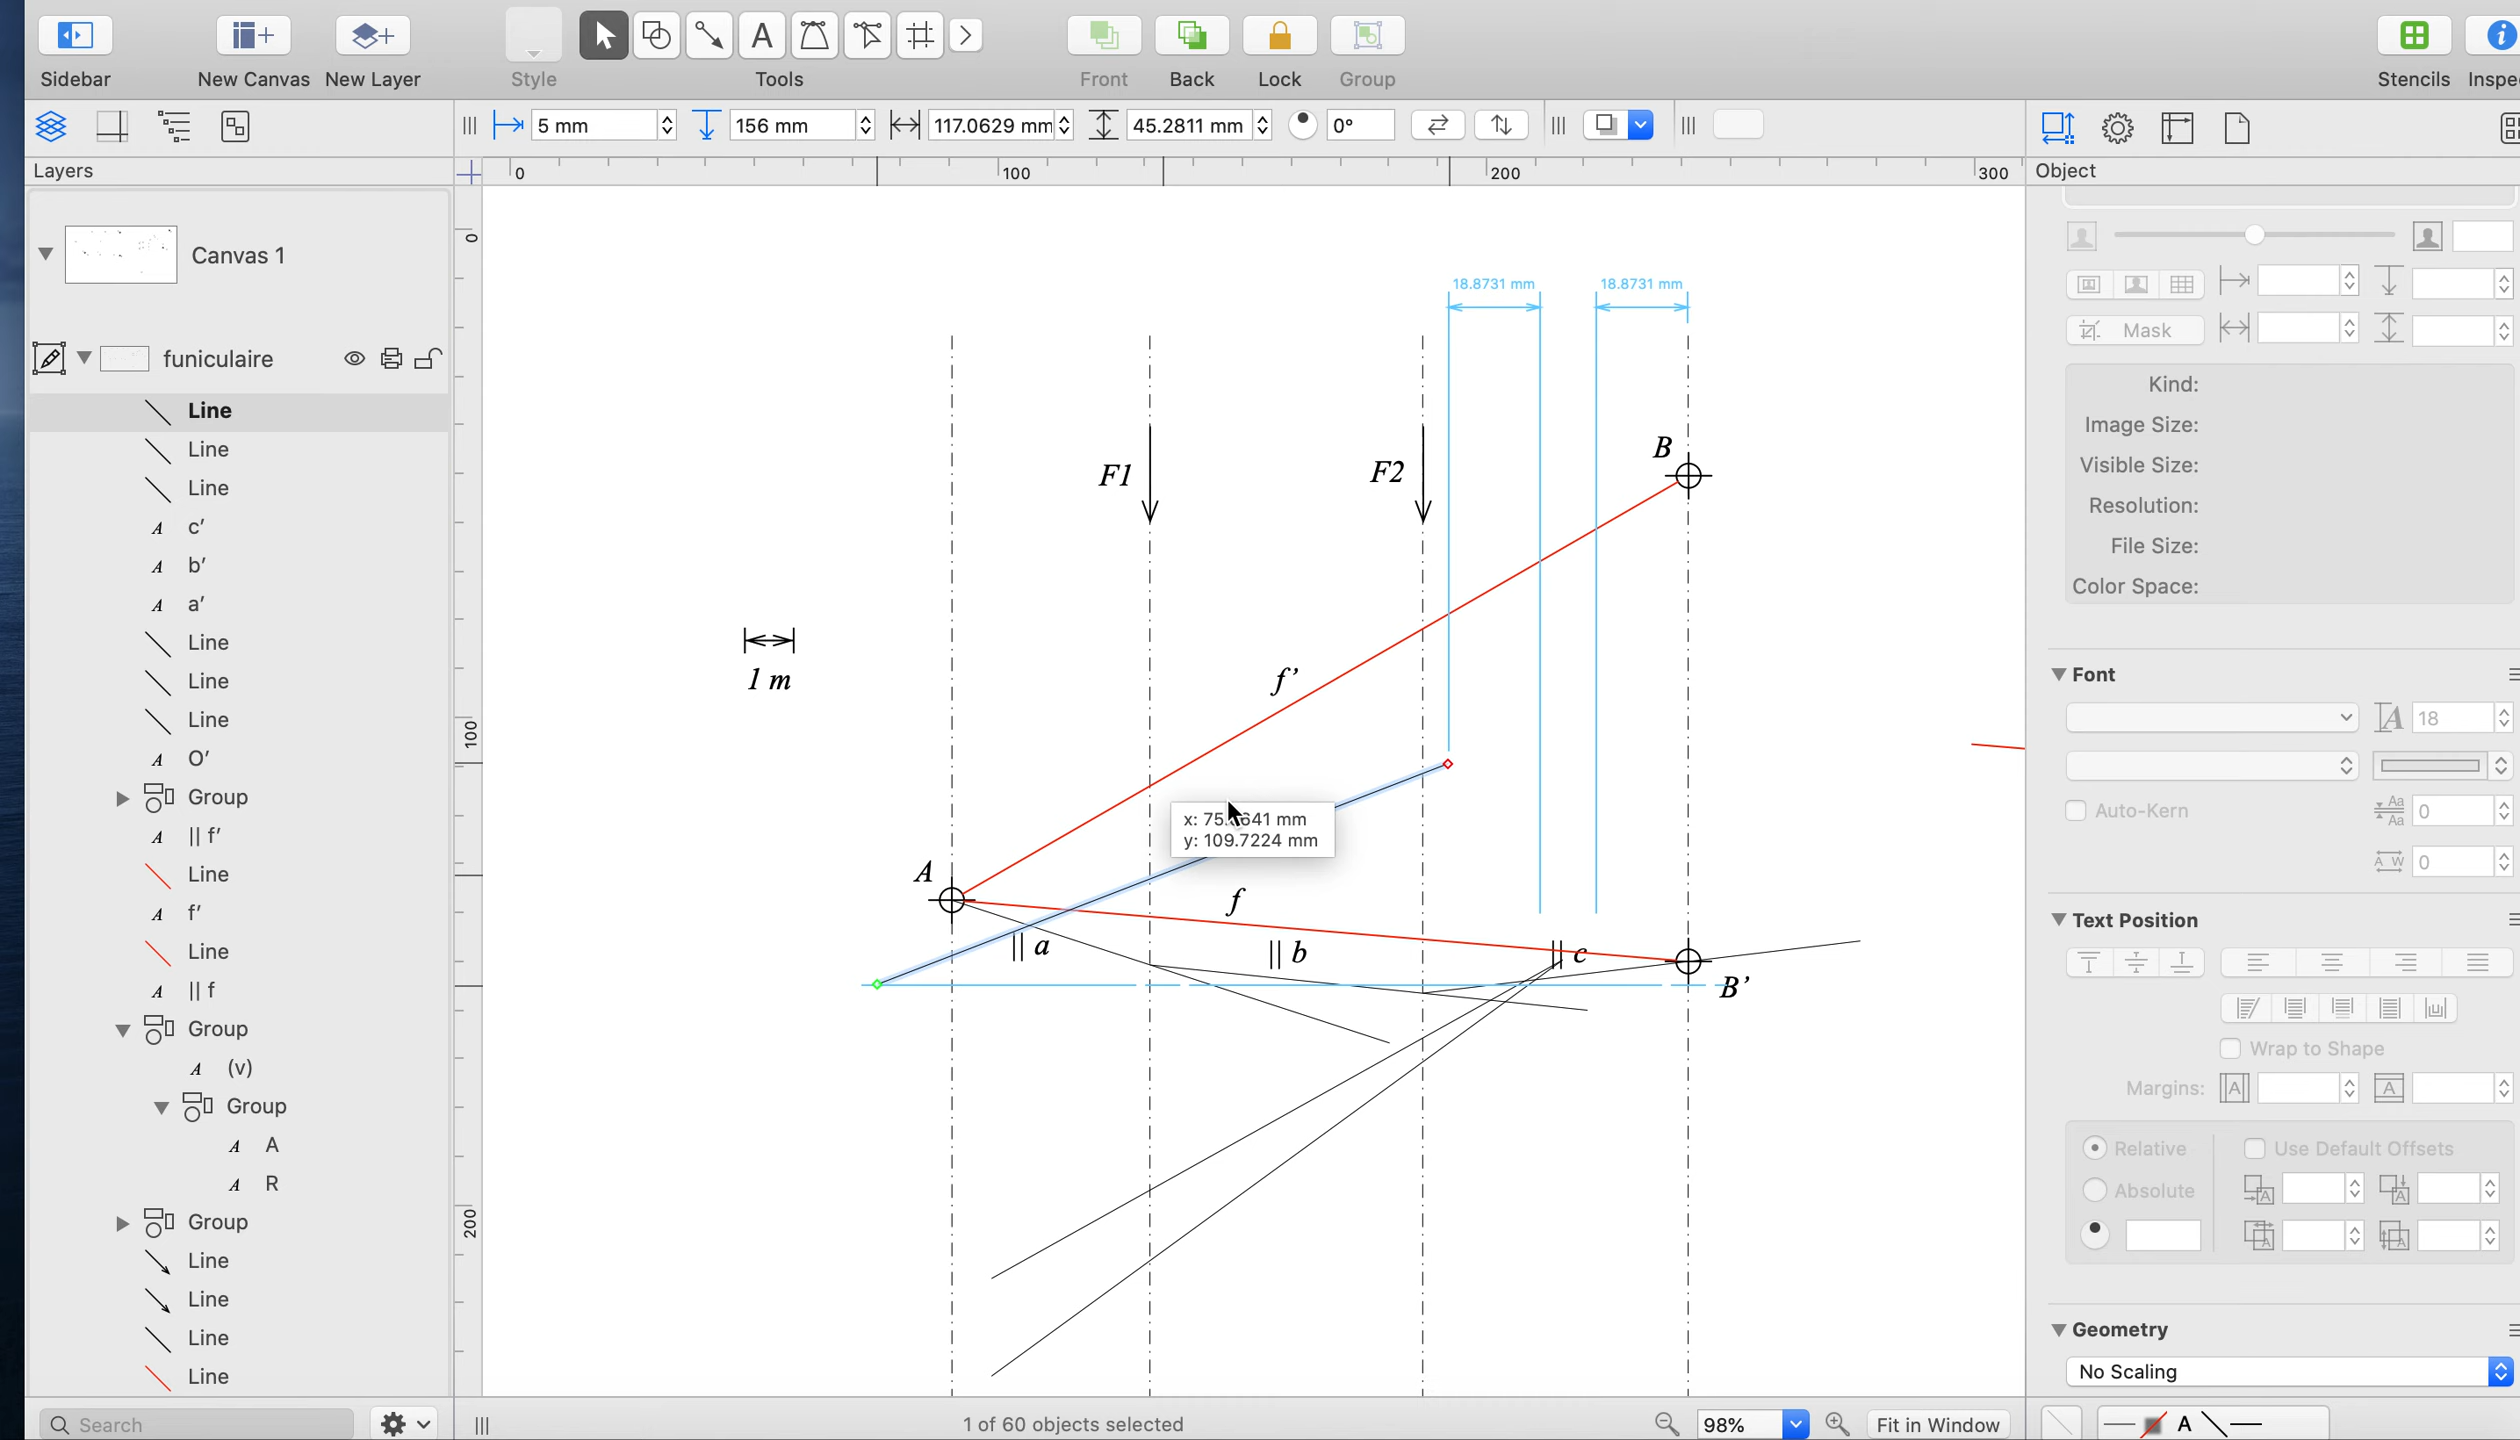 Sidebar
New Canvas
New Layer
Style
Tools
Front
Back
Lock
Group
Stencils
5 mm
156 mm
117.0629 mm
45.2811 mm
0°
Layers
0
100
200
300
Object
Canvas 1
funiculaire
Line
Line
Line
c′
b′
a′
Line
Line
Line
O′
Group
|| f′
Line
f′
Line
|| f
Group
(v)
Group
A
R
Group
Line
Line
Line
Line
Search
0
100
200
18.8731 mm
18.8731 mm
B
F1
F2
1 m
f’
A
f
|| a
|| b
|| c
B’
y: 109.7224 mm
1 of 60 objects selected
98%
Fit in Window
Mask
Kind:
Image Size:
Visible Size:
Resolution:
File Size:
Color Space:
Font
18
Auto-Kern
0
0
Text Position
Wrap to Shape
Margins:
Relative
Use Default Offsets
Absolute
Geometry
No Scaling